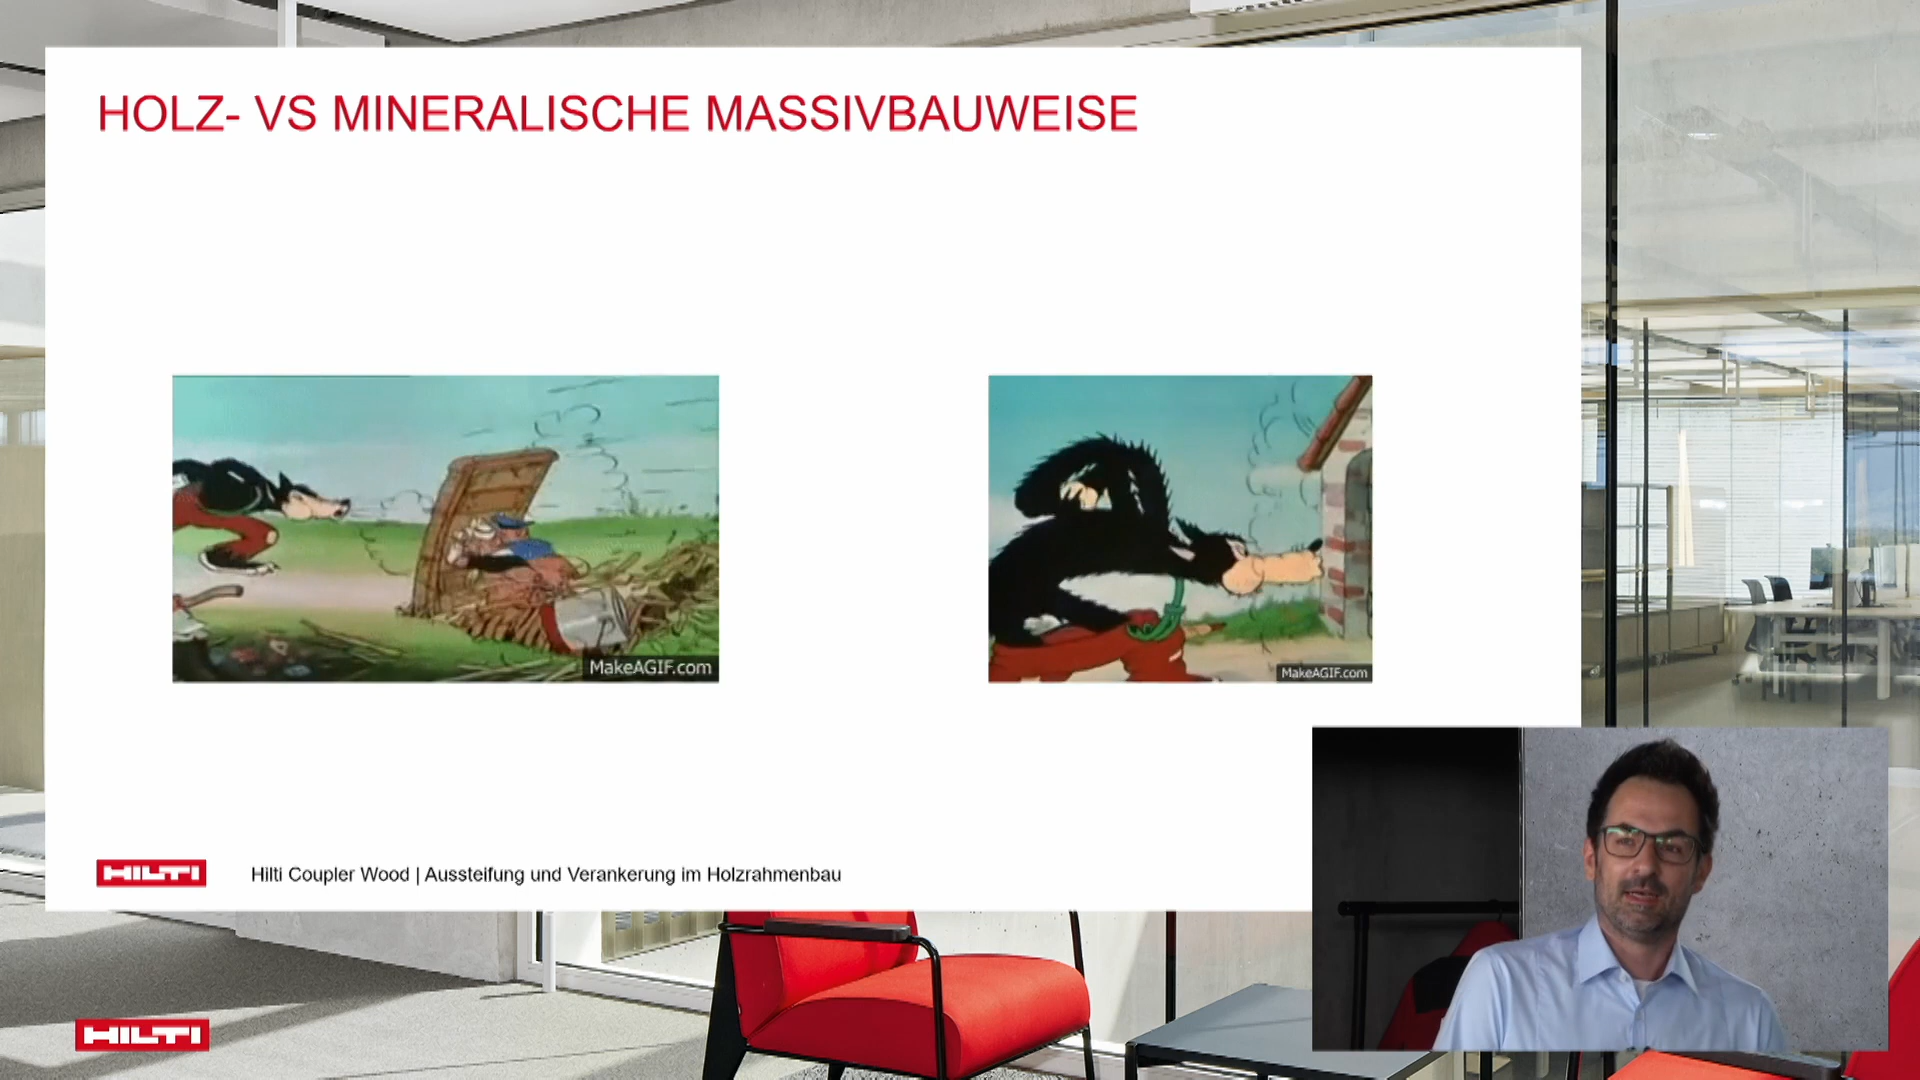 HOLZ- VS MINERALISCHE MASSIVBAUWEISE
MakeAGIF.com
MakeAGIF.com
HILTI
Hilti Coupler Wood | Aussteifung und Verankerung im Holzrahmenbau
HILTI